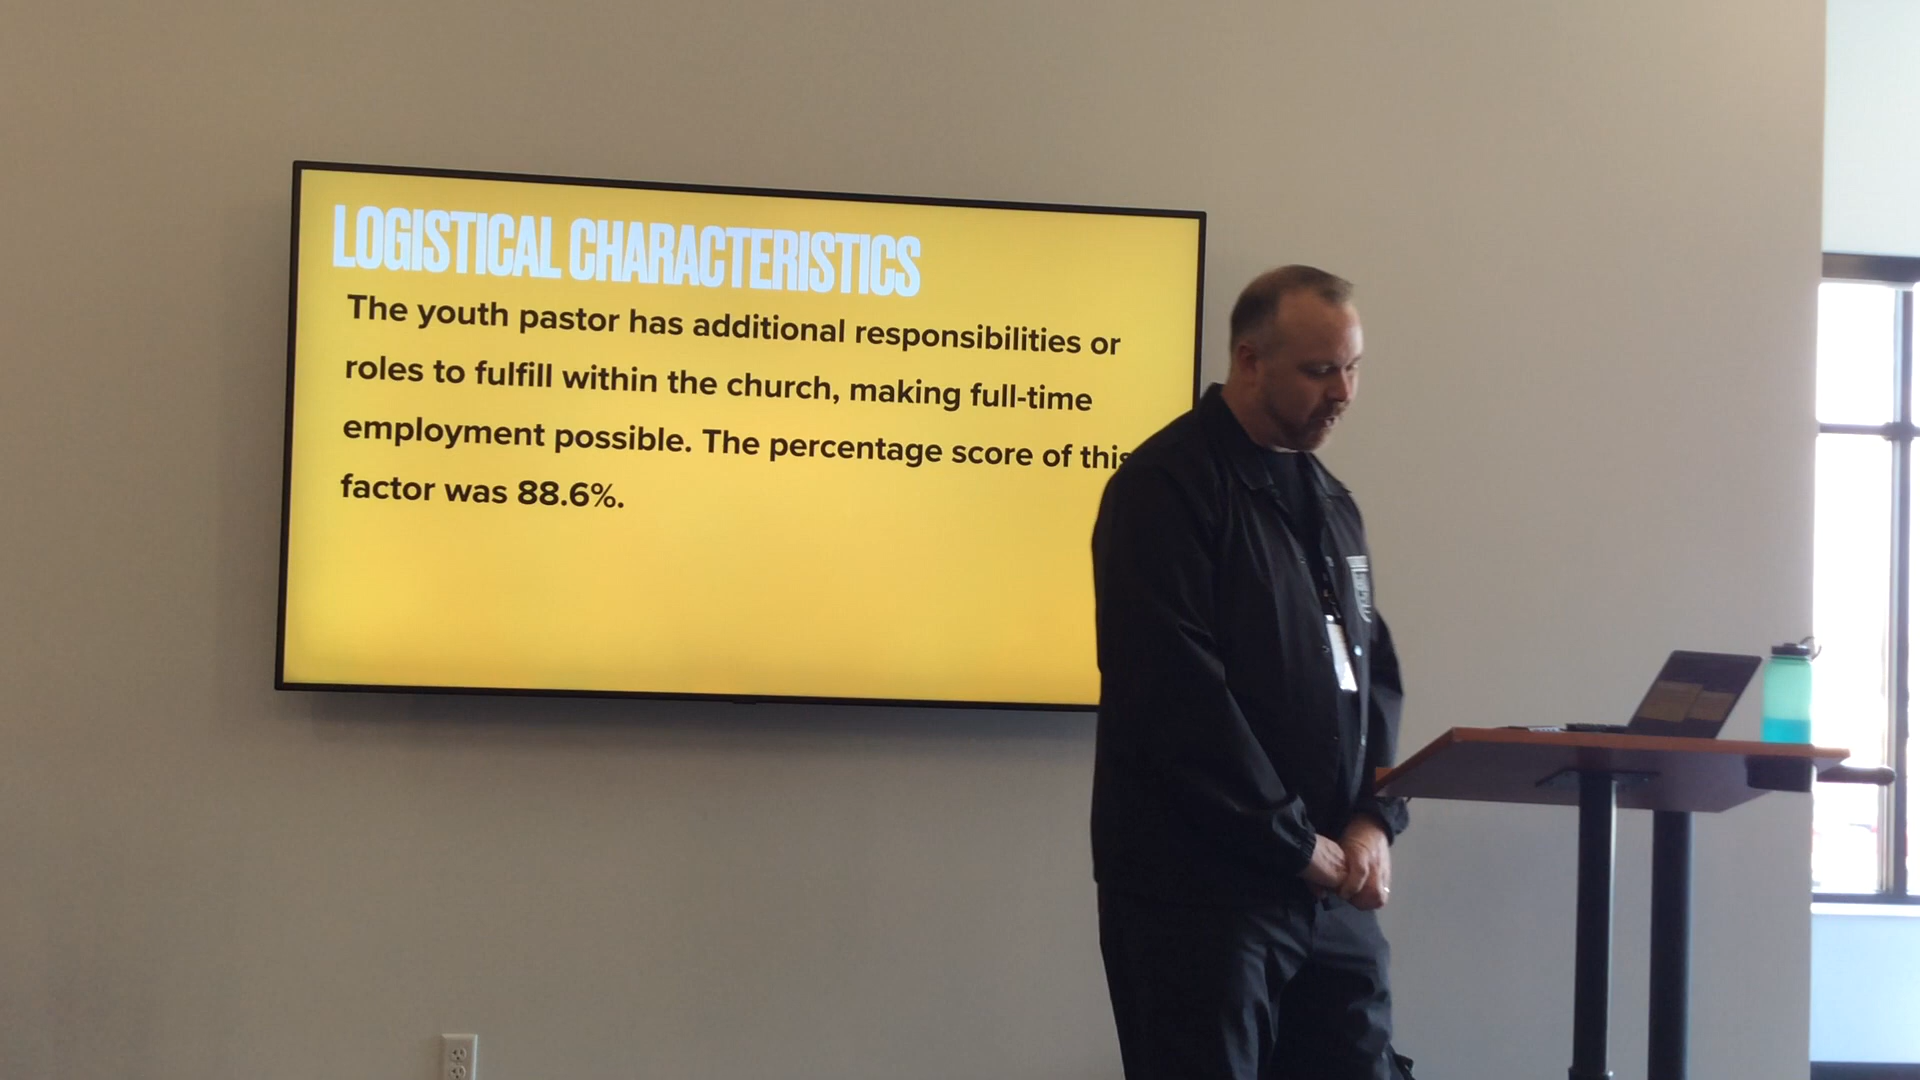 LOGISTICAL CHARACTERISTICS
The youth pastor has additional responsibilities or
roles to fulfill within the church, making full-time
employment possible. The percentage score of this
factor was 88.6%.